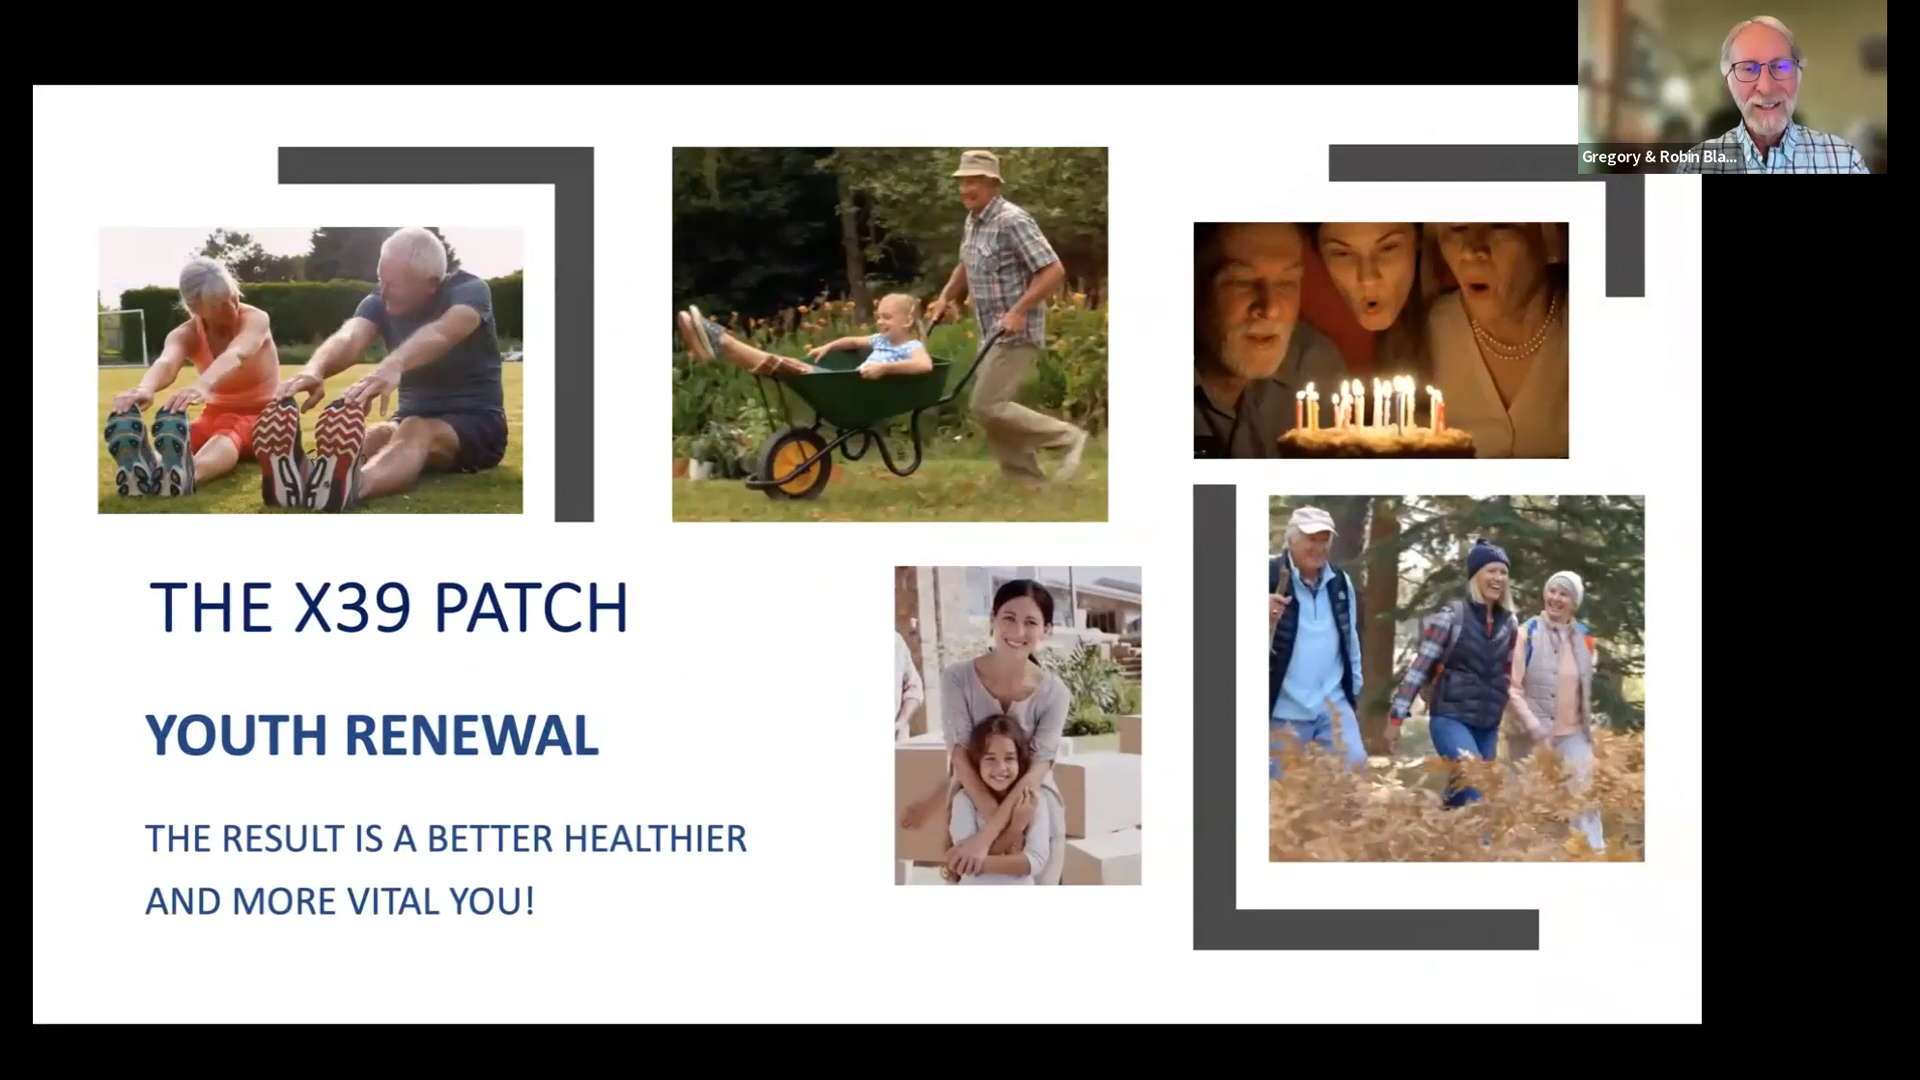 Gregory & Robin Bla...
THE X39 PATCH
YOUTH RENEWAL
THE RESULT IS A BETTER HEALTHIER
AND MORE VITAL YOU!